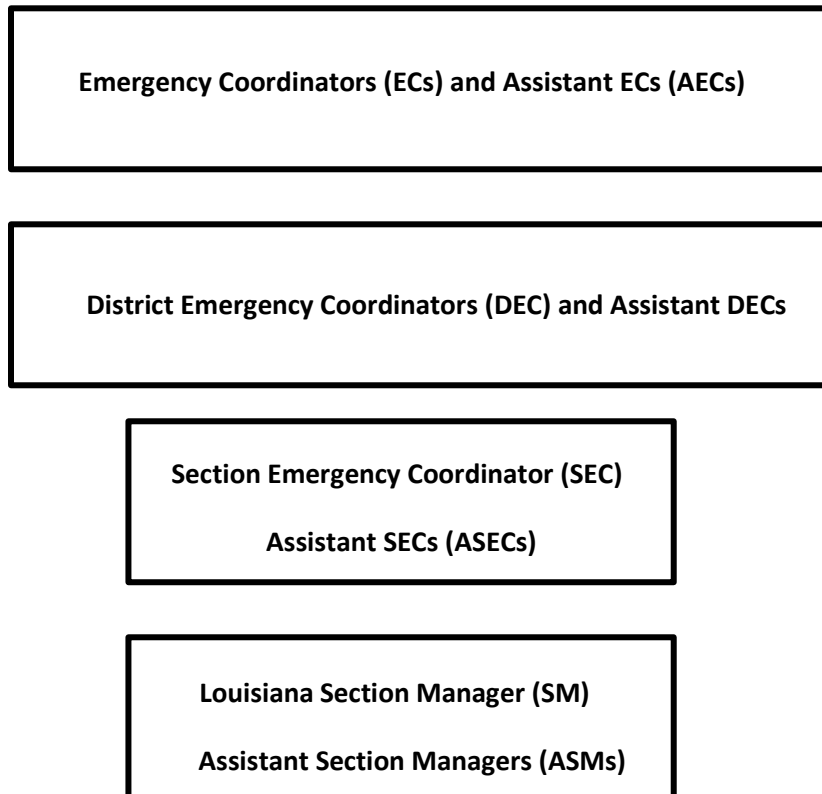 Emergency Coordinators (ECs) and Assistant ECs (AECs)
District Emergency Coordinators (DEC) and Assistant DECs
Section Emergency Coordinator (SEC)
Assistant SECs (ASECs)
Louisiana Section Manager (SM)
Assistant Section Managers (ASMs)